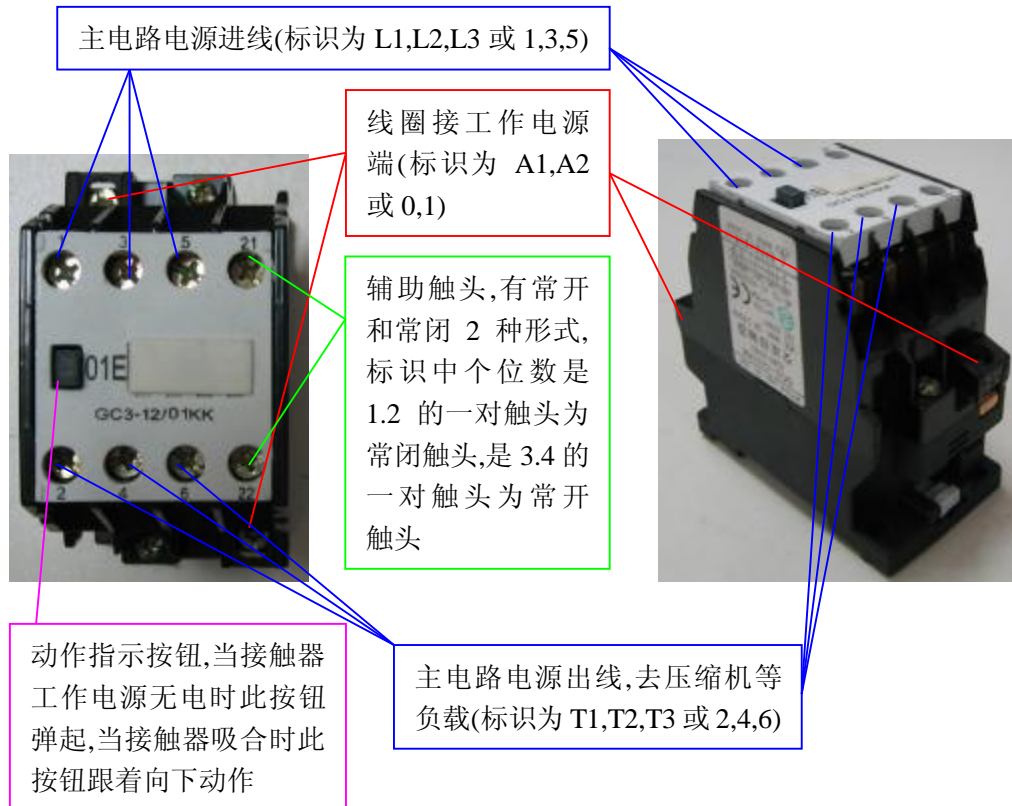 主电路电源进线(标识为 L1,L2,L3 或 1,3,5)
线圈接工作电源
端(标识为 A1,A2
或 0,1)
1
3
5
21
辅助触头,有常开
和常闭 2 种形式,
标识中个位数是
1.2 的一对触头为
常闭触头,是 3.4 的
一对触头为常开
触头
01E
GC3-12/01KK
2
4
6
22
CE
动作指示按钮,当接触器
工作电源无电时此按钮
弹起,当接触器吸合时此
按钮跟着向下动作
主电路电源出线,去压缩机等
负载(标识为 T1,T2,T3 或 2,4,6)